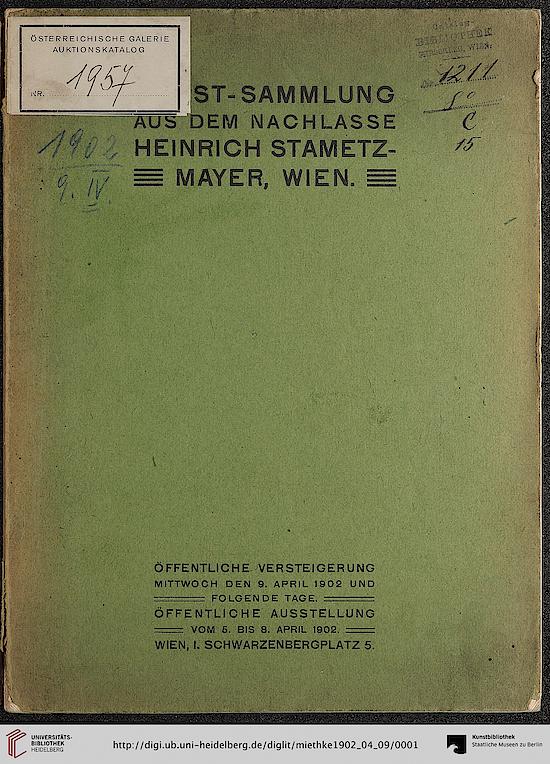 ÖSTERREICHISCHE GALERIE
AUKTIONSKATALOG
NR. 1957
BIBLIOTHEK
1211
C
15
ST-SAMMLUNG
AUS DEM NACHLASSE
HEINRICH STAMETZ-
MAYER, WIEN.
1902
9. IV.
ÖFFENTLICHE VERSTEIGERUNG
MITTWOCH DEN 9. APRIL 1902 UND
FOLGENDE TAGE.
ÖFFENTLICHE AUSSTELLUNG
VOM 5. BIS 8. APRIL 1902.
WIEN, I. SCHWARZENBERGPLATZ 5.
UNIVERSITÄTS-
BIBLIOTHEK
HEIDELBERG
http://digi.ub.uni-heidelberg.de/diglit/miethke1902_04_09/0001
Kunstbibliothek
Staatliche Museen zu Berlin